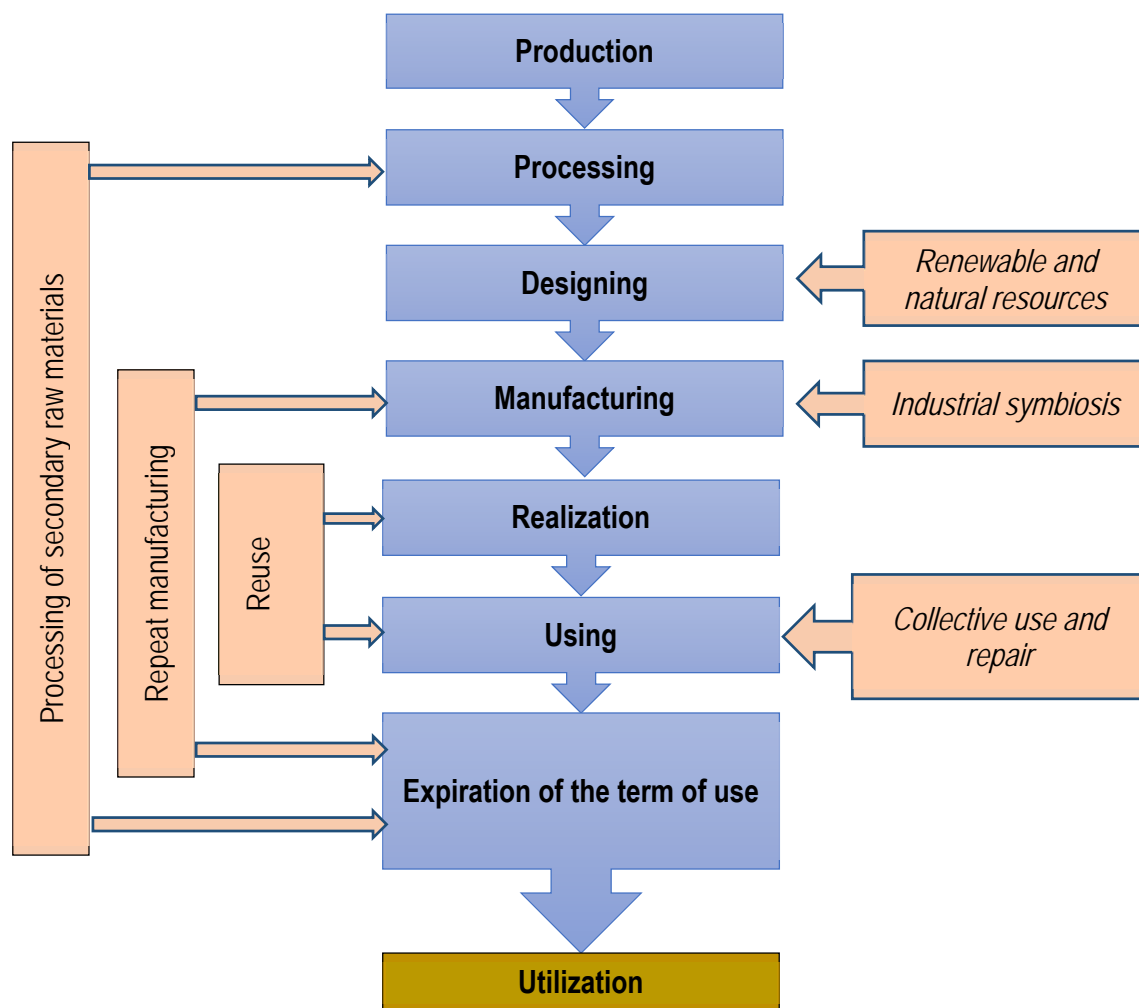 Production
Processing
Designing
Manufacturing
Realization
Using
Expiration of the term of use
Utilization
Processing of secondary raw materials
Repeat manufacturing
Reuse
Renewable and
natural resources
Industrial symbiosis
Collective use and
repair